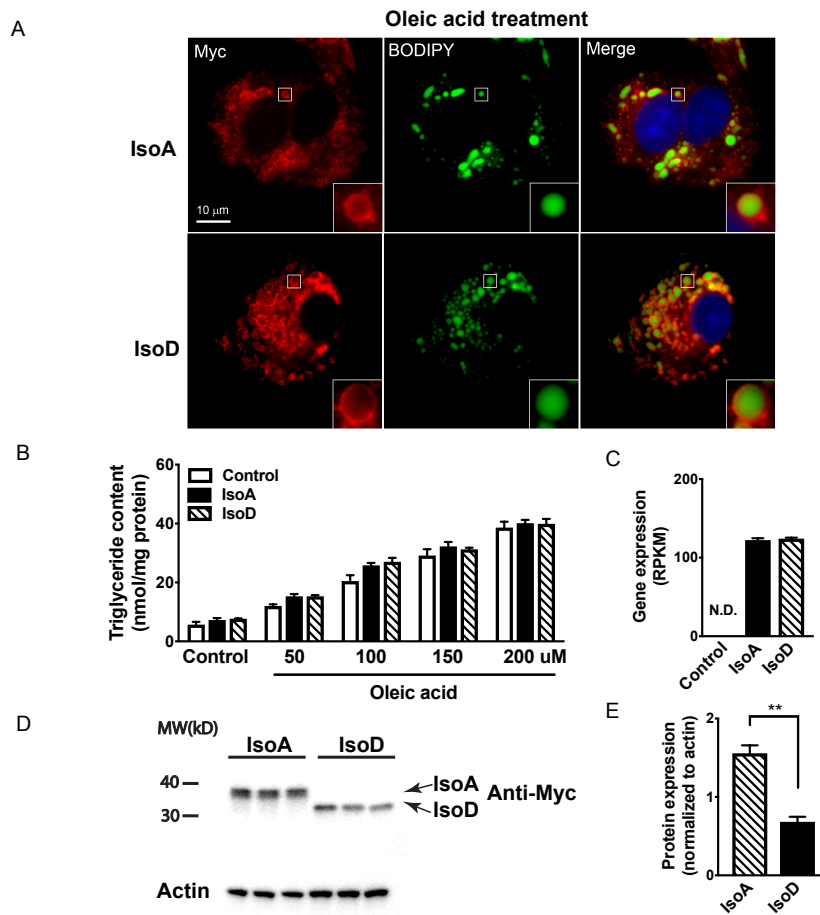 A
Oleic acid treatment
Myc
BODIPY
Merge
IsoA
10 μm
IsoD
B
Triglyceride content
(nmol/mg protein)
60
40
20
0
Control
IsoA
IsoD
Control
50
100
150
200 uM
Oleic acid
C
Gene expression
(RPKM)
200
100
0
N.D.
Control
IsoA
IsoD
D
MW(kD)
IsoA
IsoD
40
30
IsoA
IsoD
Anti-Myc
Actin
E
Protein expression
(normalized to actin)
2
1
0
**
IsoA
IsoD